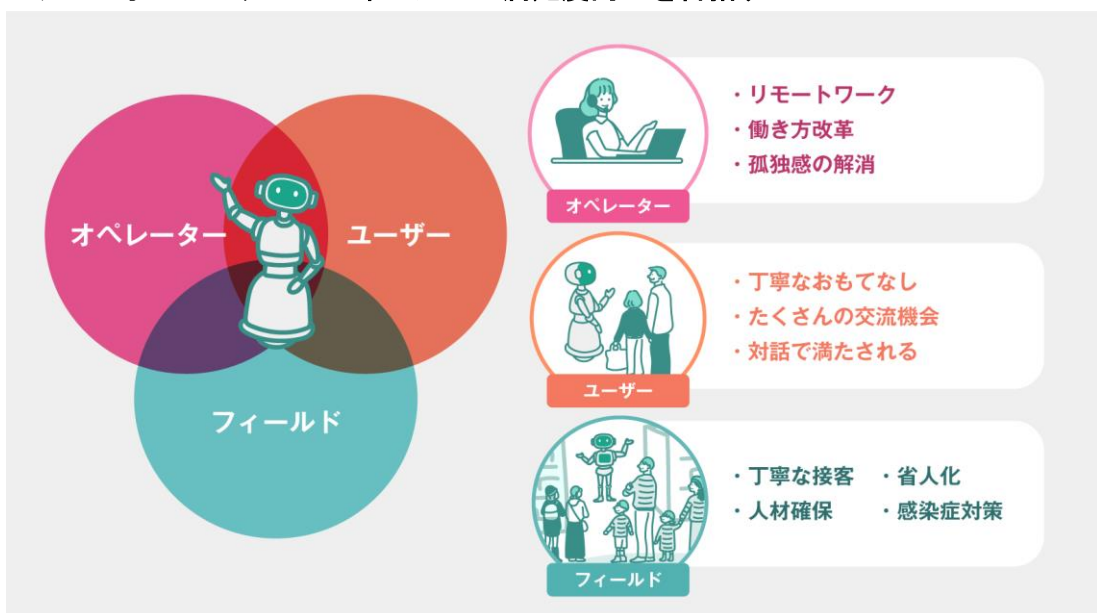 オペレーター
ユーザー
フィールド
・リモートワーク
・働き方改革
・孤独感の解消
オペレーター
・丁寧なおもてなし
・たくさんの交流機会
・対話で満たされる
ユーザー
・丁寧な接客 ・省人化
・人材確保 ・感染症対策
フィールド